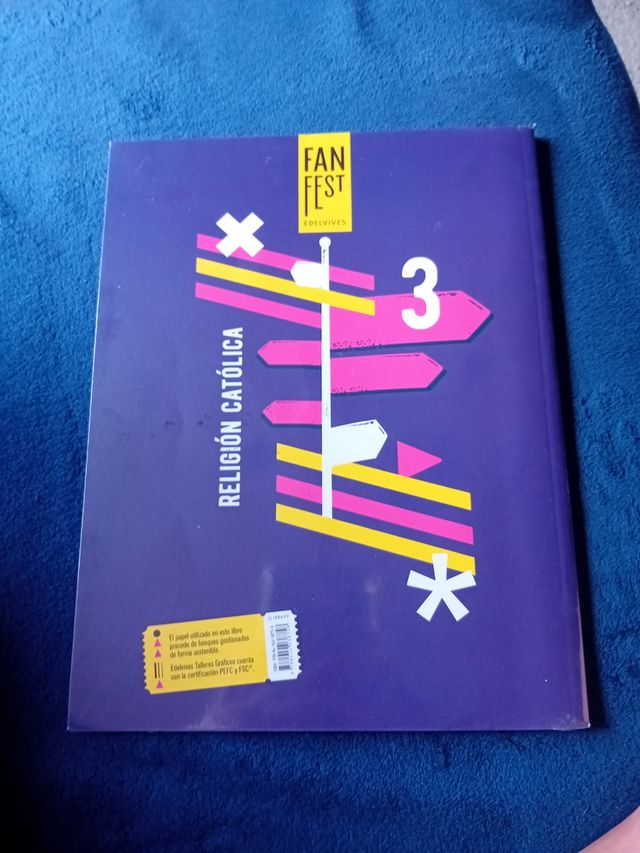 FAN
FEST
EDELVIVES
3
RELIGIÓN CATÓLICA
El papel utilizado en este libro
procede de bosques gestionados
de forma sostenible.
Edelvives Talleres Gráficos cuenta
con la certificación PEFC y FSC®.